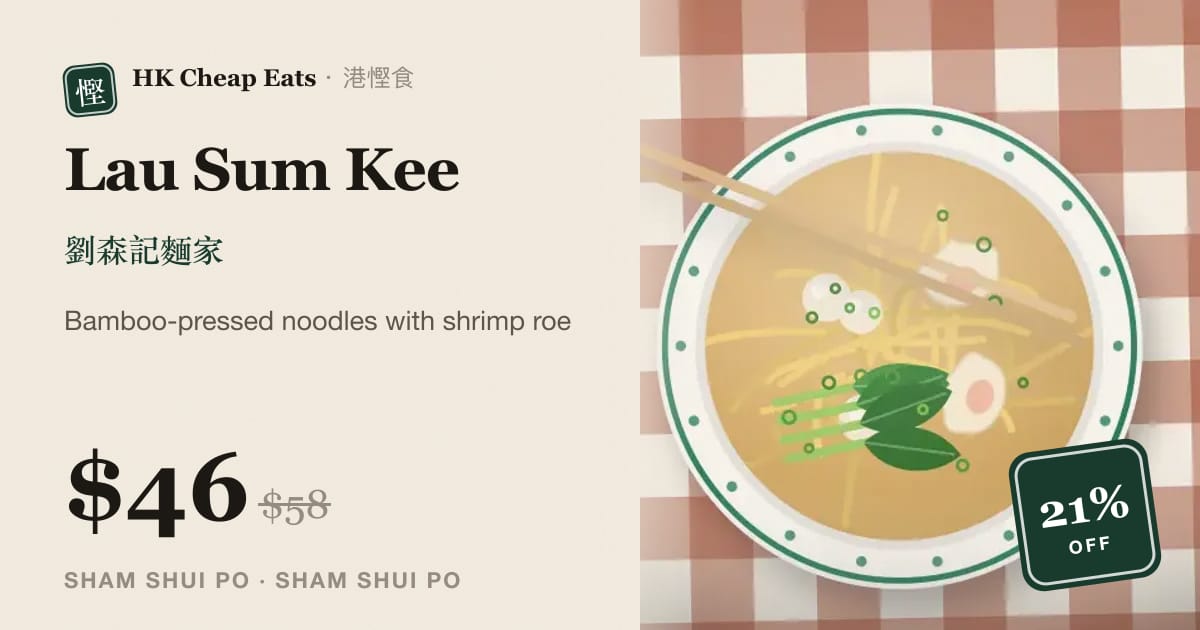 慳
HK Cheap Eats · 港慳食
Lau Sum Kee
劉森記麵家
Bamboo-pressed noodles with shrimp roe
$46 $58
SHAM SHUI PO · SHAM SHUI PO
21%
OFF